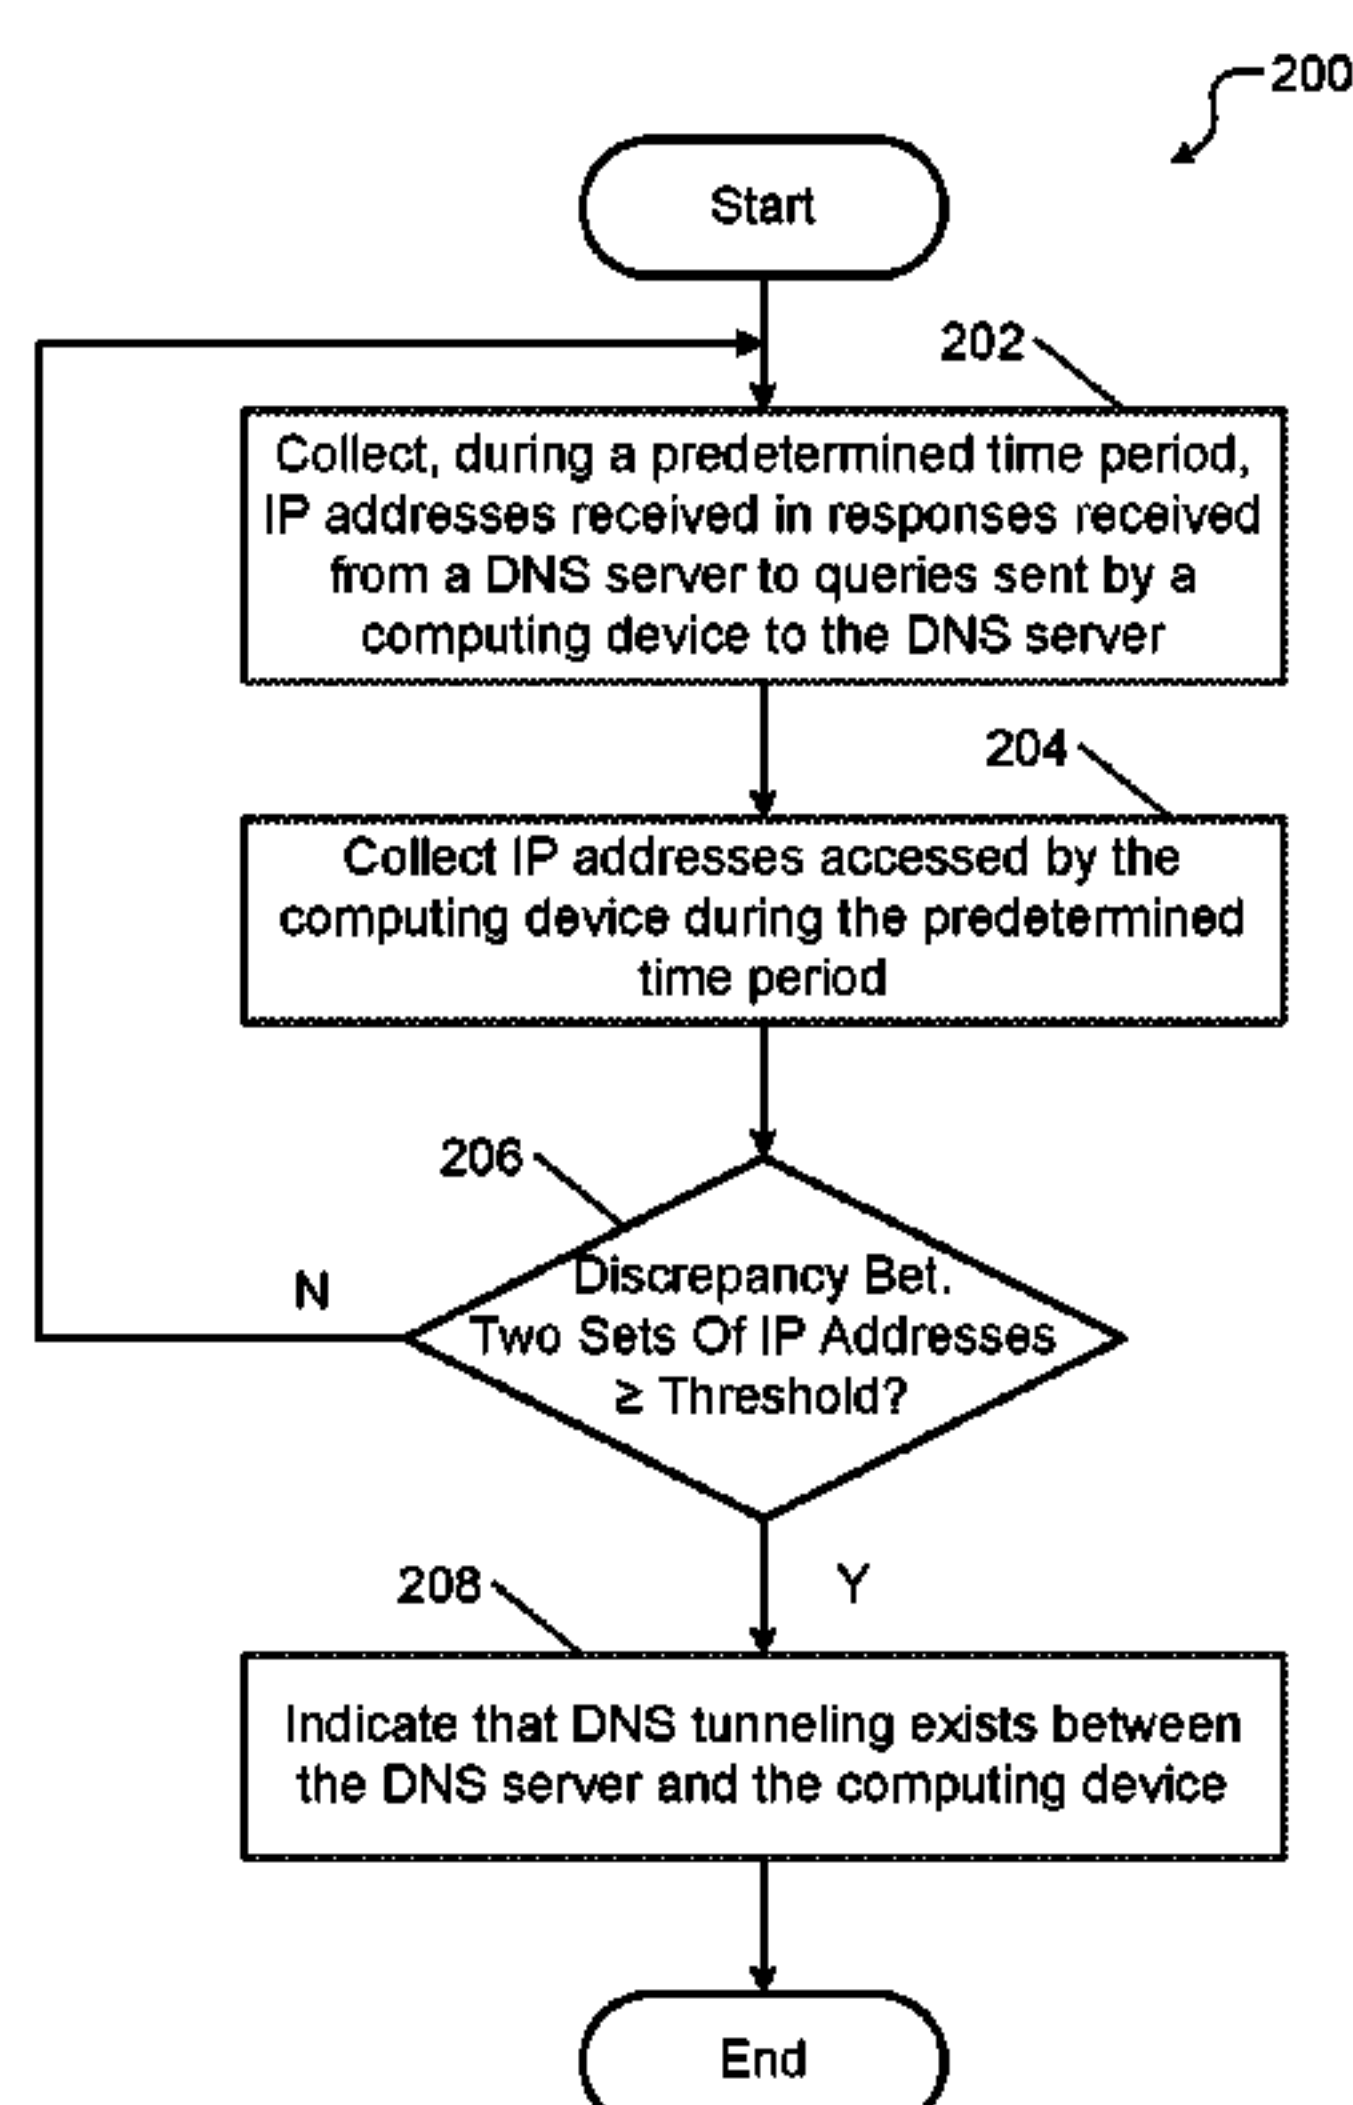 200
Start
202
Collect, during a predetermined time period,
IP addresses received in responses received
from a DNS server to queries sent by a
computing device to the DNS server
204
Collect IP addresses accessed by the
computing device during the predetermined
time period
206
Discrepancy Bet.
Two Sets Of IP Addresses
≥ Threshold?
N
Y
208
Indicate that DNS tunneling exists between
the DNS server and the computing device
End